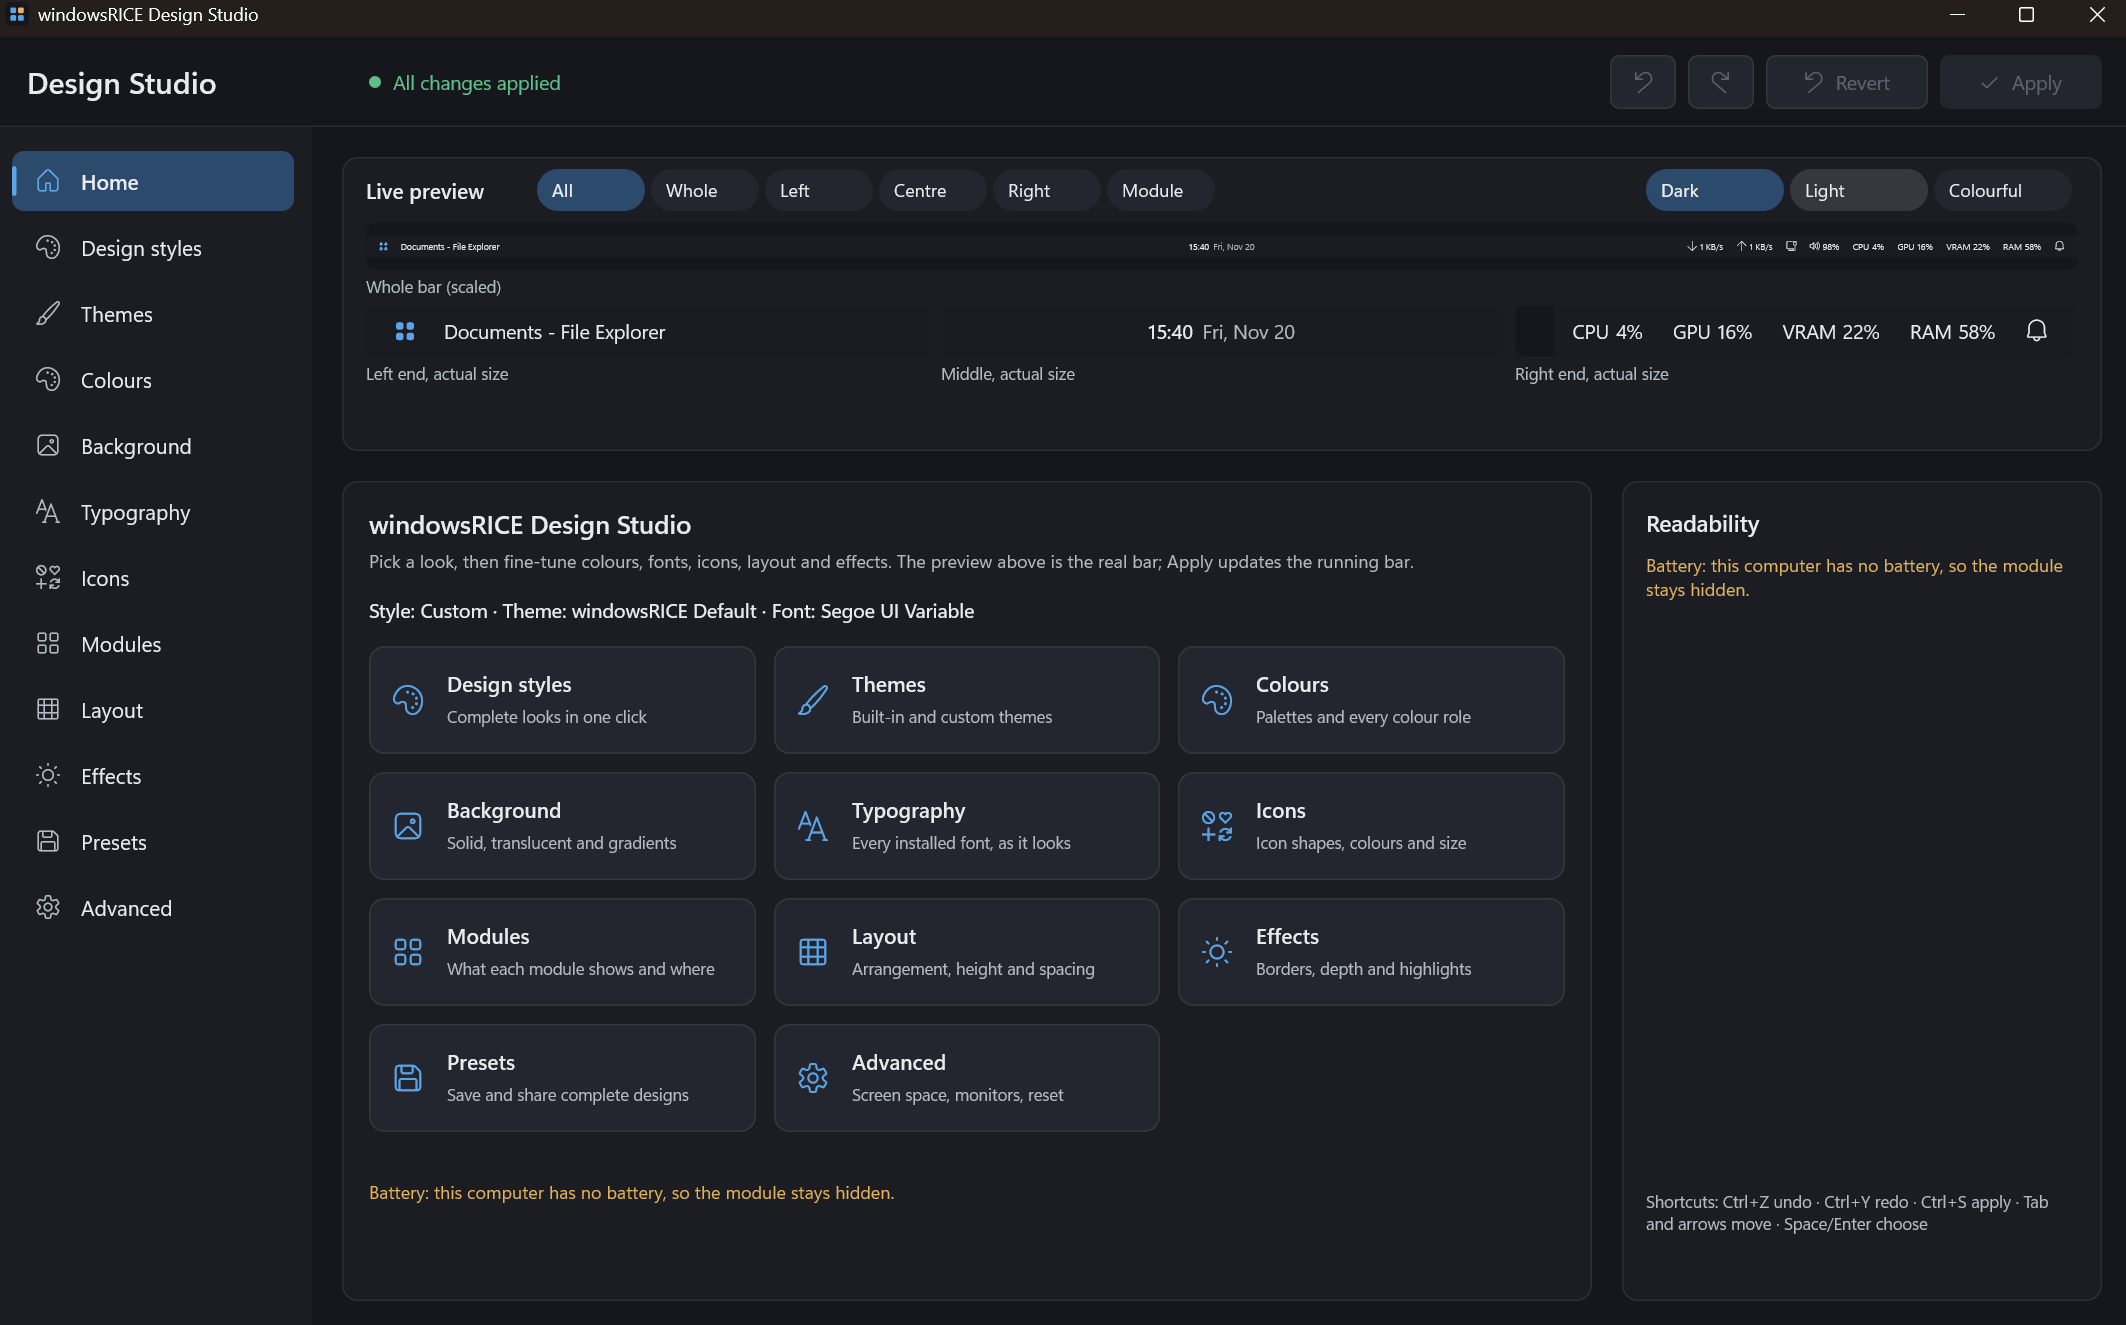 windowsRICE Design Studio
Design Studio
All changes applied
Revert
Apply
Home
Design styles
Themes
Colours
Background
Typography
Icons
Modules
Layout
Effects
Presets
Advanced
Live preview
All
Whole
Left
Centre
Right
Module
Dark
Light
Colourful
Documents - File Explorer
15:40 Fri, Nov 20
1 KB/s
1 KB/s
98%
CPU 4%
GPU 16%
VRAM 22%
RAM 58%
Whole bar (scaled)
Documents - File Explorer
15:40 Fri, Nov 20
CPU 4%
GPU 16%
VRAM 22%
RAM 58%
Left end, actual size
Middle, actual size
Right end, actual size
windowsRICE Design Studio
Pick a look, then fine-tune colours, fonts, icons, layout and effects. The preview above is the real bar; Apply updates the running bar.
Style: Custom · Theme: windowsRICE Default · Font: Segoe UI Variable
Design styles
Complete looks in one click
Themes
Built-in and custom themes
Colours
Palettes and every colour role
Background
Solid, translucent and gradients
Typography
Every installed font, as it looks
Icons
Icon shapes, colours and size
Modules
What each module shows and where
Layout
Arrangement, height and spacing
Effects
Borders, depth and highlights
Presets
Save and share complete designs
Advanced
Screen space, monitors, reset
Battery: this computer has no battery, so the module stays hidden.
Readability
Battery: this computer has no battery, so the module
stays hidden.
Shortcuts: Ctrl+Z undo · Ctrl+Y redo · Ctrl+S apply · Tab
and arrows move · Space/Enter choose